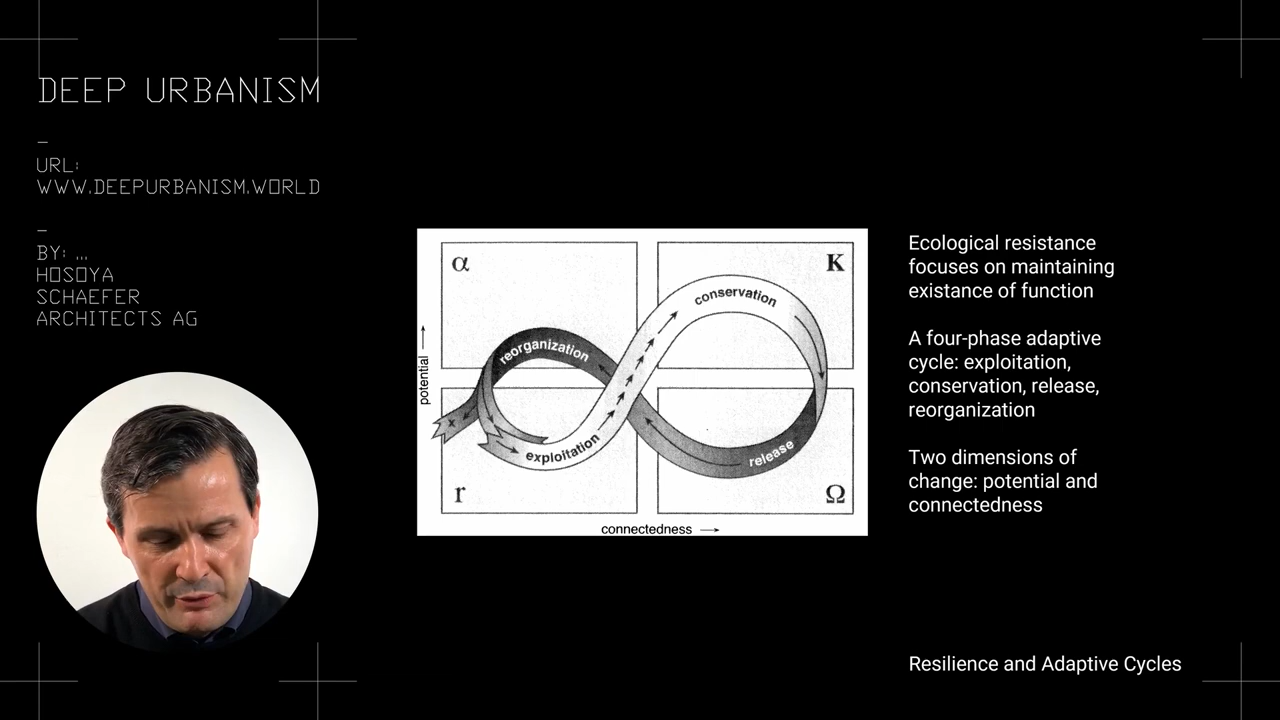 DEEP URBANISM
–
URL:
WWW.DEEPURBANISM.WORLD
–
BY: ...
HOSOYA
SCHAEFER
ARCHITECTS AG
α
K
conservation
reorganization
potential
exploitation
release
r
Ω
connectedness
x
Ecological resistance
focuses on maintaining
existance of function
A four-phase adaptive
cycle: exploitation,
conservation, release,
reorganization
Two dimensions of
change: potential and
connectedness
Resilience and Adaptive Cycles